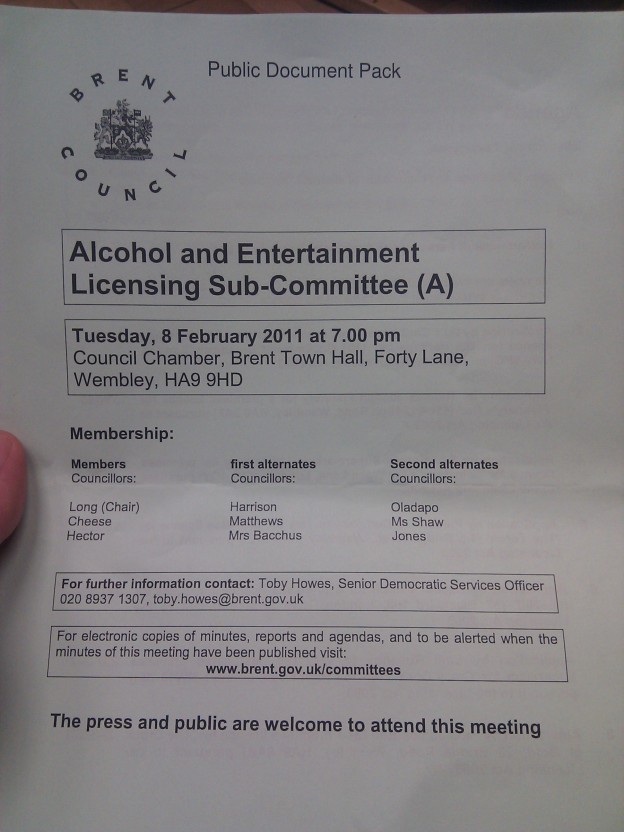 Public Document Pack
BRENT
COUNCIL
Alcohol and Entertainment
Licensing Sub-Committee (A)
Tuesday, 8 February 2011 at 7.00 pm
Council Chamber, Brent Town Hall, Forty Lane,
Wembley, HA9 9HD
Membership:
Members first alternates Second alternates
Councillors: Councillors: Councillors:
Long (Chair) Harrison Oladapo
Cheese Matthews Ms Shaw
Hector Mrs Bacchus Jones
For further information contact: Toby Howes, Senior Democratic Services Officer
020 8937 1307, toby.howes@brent.gov.uk
For electronic copies of minutes, reports and agendas, and to be alerted when the
minutes of this meeting have been published visit:
www.brent.gov.uk/committees
The press and public are welcome to attend this meeting